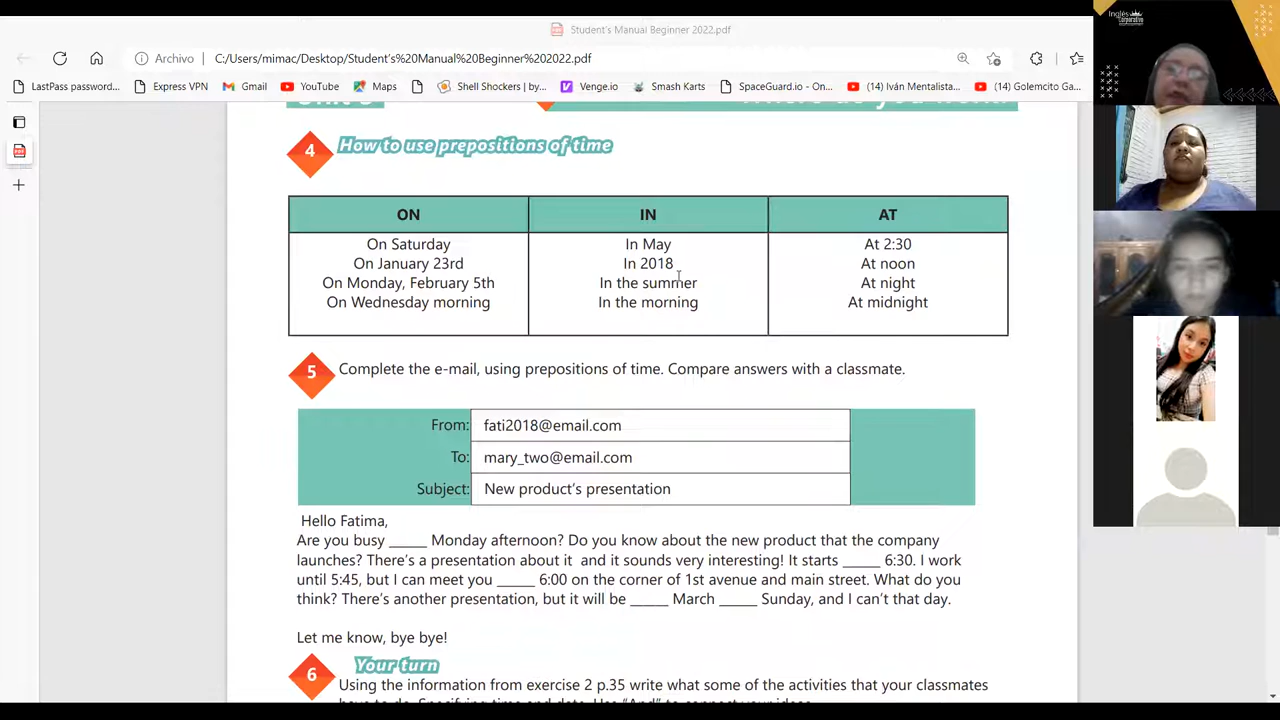 Student's Manual Beginner 2022.pdf
Archivo C:/Users/mimac/Desktop/Student's%20Manual%20Beginner%202022.pdf
LastPass password... Express VPN Gmail YouTube Maps Shell Shockers | by... Venge.io Smash Karts SpaceGuard.io - On... (14) Iván Mentalista... (14) Golemcito Ga...
Inglés
Corporativo
4 How to use prepositions of time
ON IN AT
On Saturday In May At 2:30
On January 23rd In 2018 At noon
On Monday, February 5th In the summer At night
On Wednesday morning In the morning At midnight
5 Complete the e-mail, using prepositions of time. Compare answers with a classmate.
From: fati2018@email.com
To: mary_two@email.com
Subject: New product's presentation
Hello Fatima,
Are you busy _____ Monday afternoon? Do you know about the new product that the company
launches? There's a presentation about it and it sounds very interesting! It starts _____ 6:30. I work
until 5:45, but I can meet you _____ 6:00 on the corner of 1st avenue and main street. What do you
think? There's another presentation, but it will be _____ March _____ Sunday, and I can't that day.
Let me know, bye bye!
6 Your turn
Using the information from exercise 2 p.35 write what some of the activities that your classmates